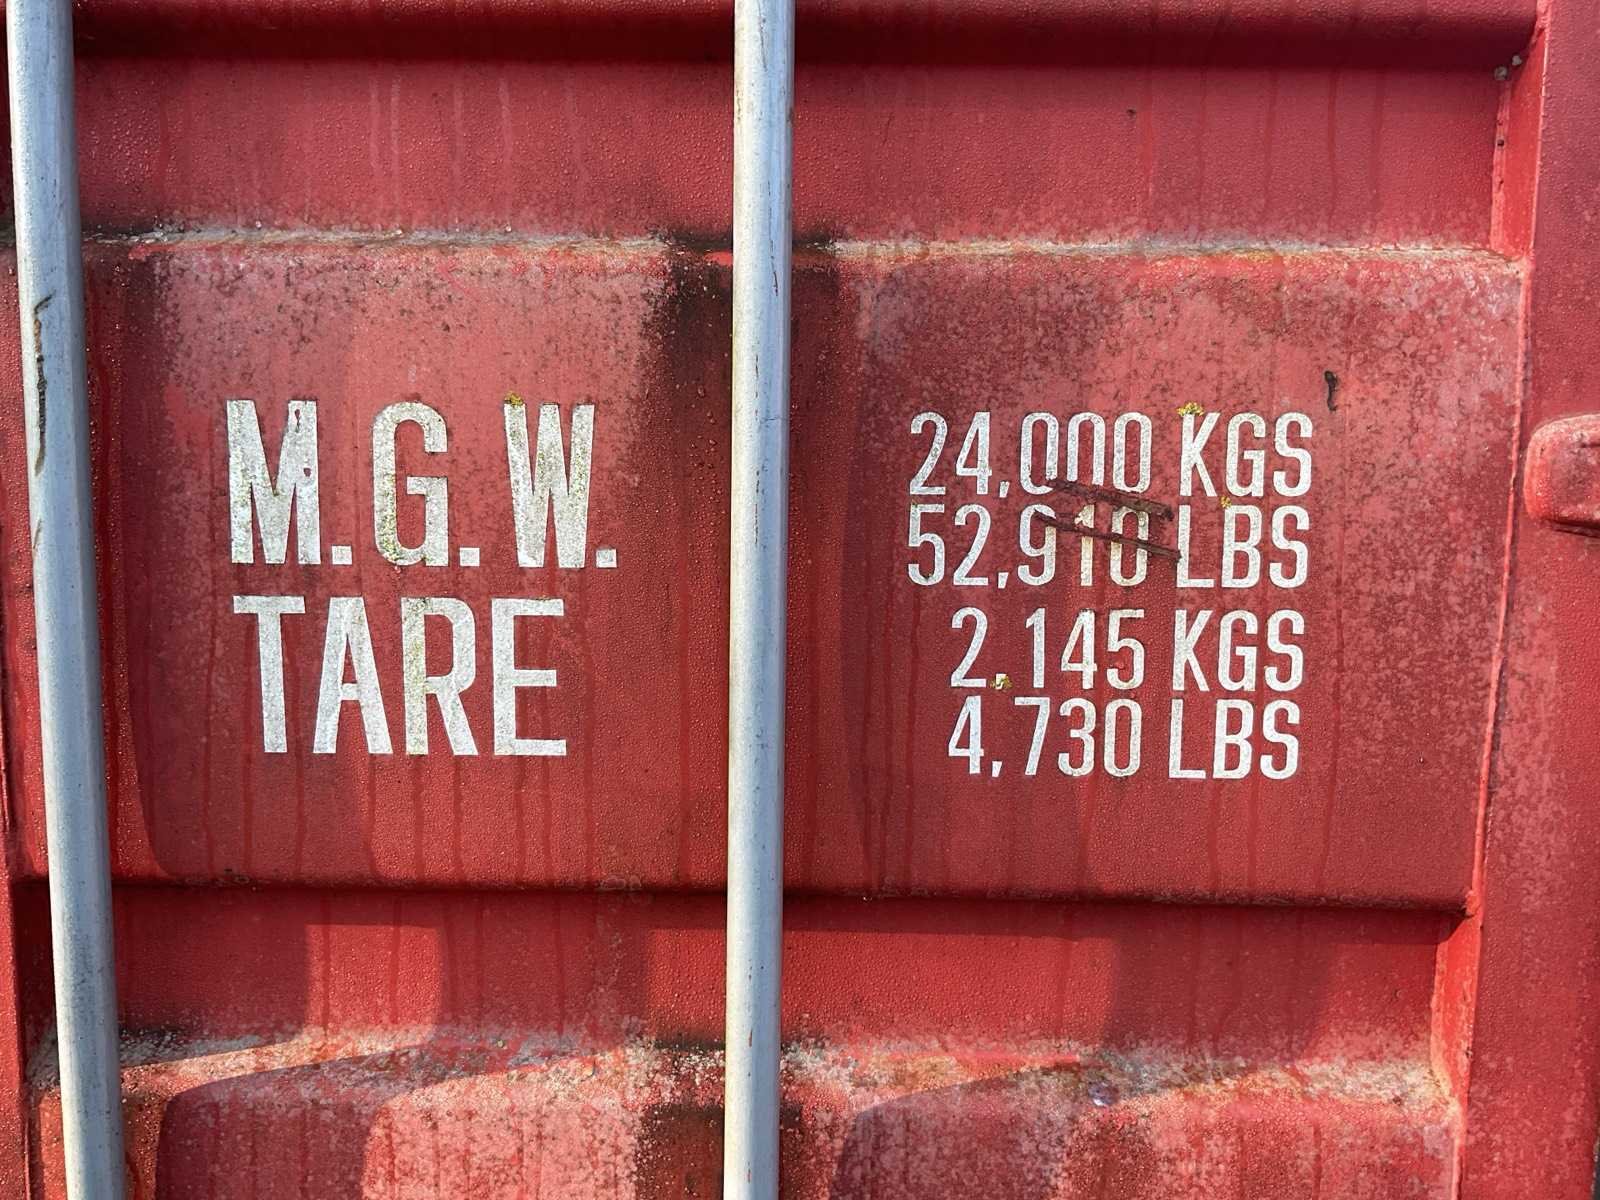 M.G.W. 24,000 KGS
52,910 LBS
TARE 2,145 KGS
4,730 LBS